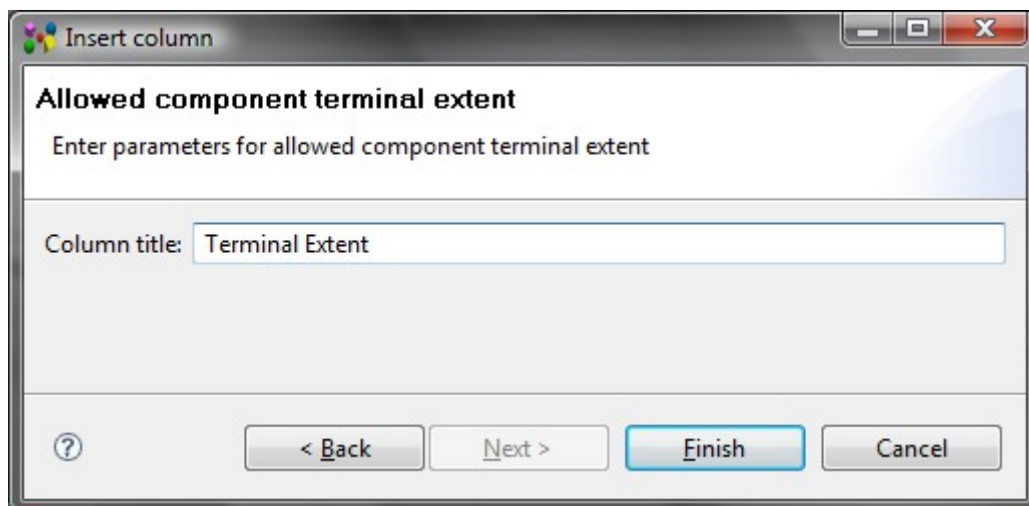 Insert column
Allowed component terminal extent
Enter parameters for allowed component terminal extent
Column title: Terminal Extent
? < Back Next > Finish Cancel